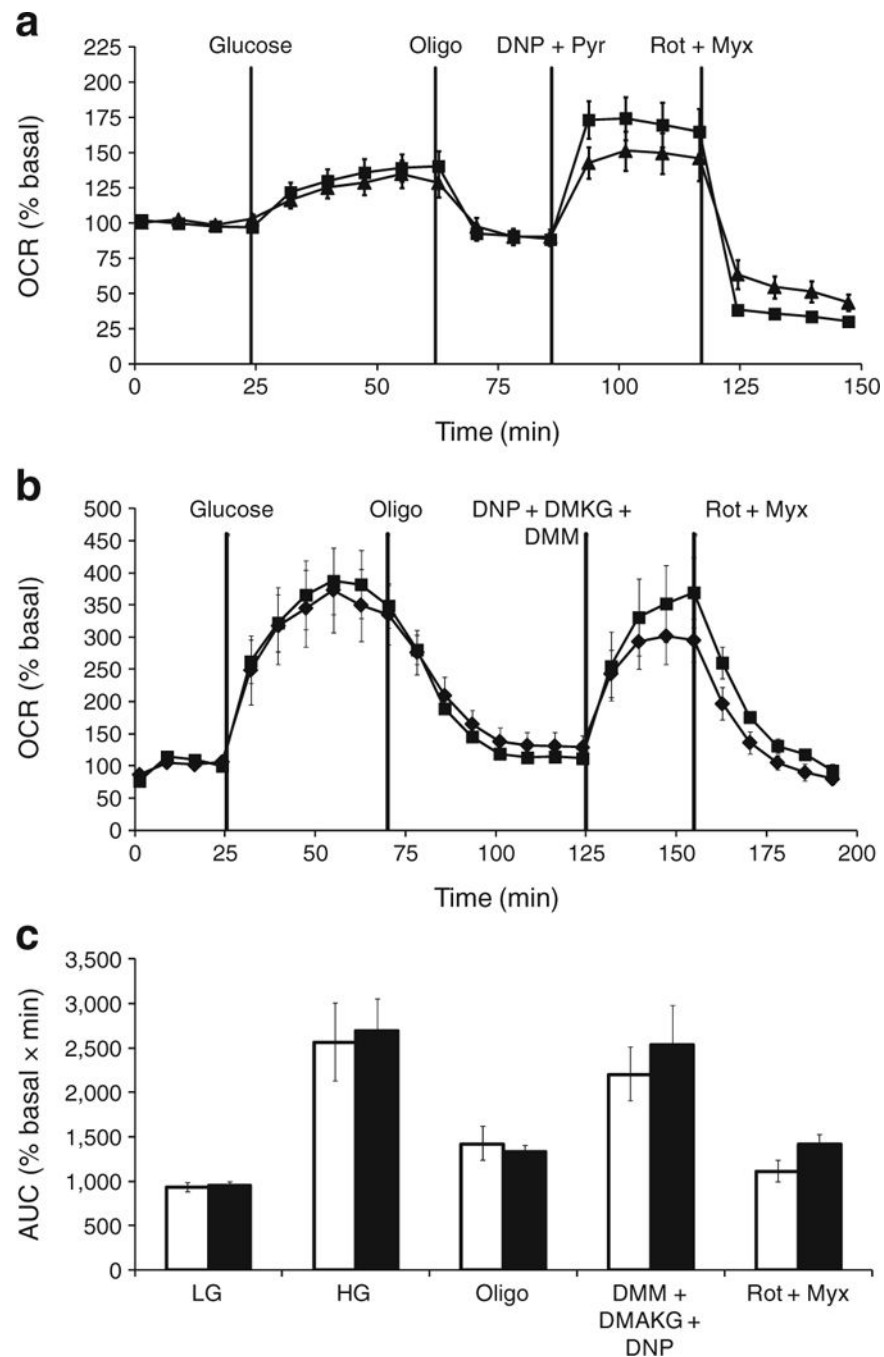 a
Glucose Oligo DNP + Pyr Rot + Myx
225
200
175
150
125
100
75
50
25
0
OCR (% basal)
0 25 50 75 100 125 150
Time (min)
b
Glucose Oligo DNP + DMKG + DMM Rot + Myx
500
450
400
350
300
250
200
150
100
50
0
OCR (% basal)
0 25 50 75 100 125 150 175 200
Time (min)
c
3,500
3,000
2,500
2,000
1,500
1,000
500
0
AUC (% basal × min)
LG HG Oligo DMM + DMAKG + DNP Rot + Myx